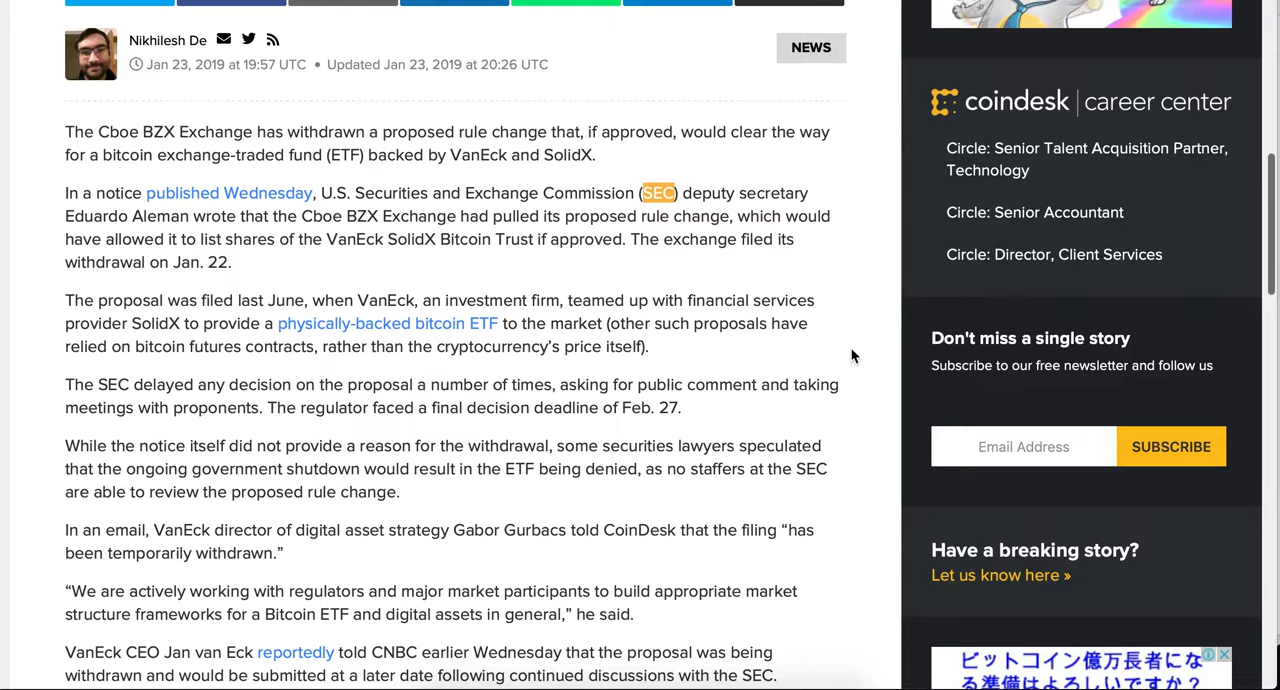 Nikhilesh De
Jan 23, 2019 at 19:57 UTC • Updated Jan 23, 2019 at 20:26 UTC
NEWS
The Cboe BZX Exchange has withdrawn a proposed rule change that, if approved, would clear the way
for a bitcoin exchange-traded fund (ETF) backed by VanEck and SolidX.
In a notice published Wednesday, U.S. Securities and Exchange Commission (SEC) deputy secretary
Eduardo Aleman wrote that the Cboe BZX Exchange had pulled its proposed rule change, which would
have allowed it to list shares of the VanEck SolidX Bitcoin Trust if approved. The exchange filed its
withdrawal on Jan. 22.
The proposal was filed last June, when VanEck, an investment firm, teamed up with financial services
provider SolidX to provide a physically-backed bitcoin ETF to the market (other such proposals have
relied on bitcoin futures contracts, rather than the cryptocurrency’s price itself).
The SEC delayed any decision on the proposal a number of times, asking for public comment and taking
meetings with proponents. The regulator faced a final decision deadline of Feb. 27.
While the notice itself did not provide a reason for the withdrawal, some securities lawyers speculated
that the ongoing government shutdown would result in the ETF being denied, as no staffers at the SEC
are able to review the proposed rule change.
In an email, VanEck director of digital asset strategy Gabor Gurbacs told CoinDesk that the filing “has
been temporarily withdrawn.”
“We are actively working with regulators and major market participants to build appropriate market
structure frameworks for a Bitcoin ETF and digital assets in general,” he said.
VanEck CEO Jan van Eck reportedly told CNBC earlier Wednesday that the proposal was being
withdrawn and would be submitted at a later date following continued discussions with the SEC.
coindesk | career center
Circle: Senior Talent Acquisition Partner,
Technology
Circle: Senior Accountant
Circle: Director, Client Services
Don't miss a single story
Subscribe to our free newsletter and follow us
Email Address
SUBSCRIBE
Have a breaking story?
Let us know here »
ビットコイン億万長者にな
る準備はよろしいですか？